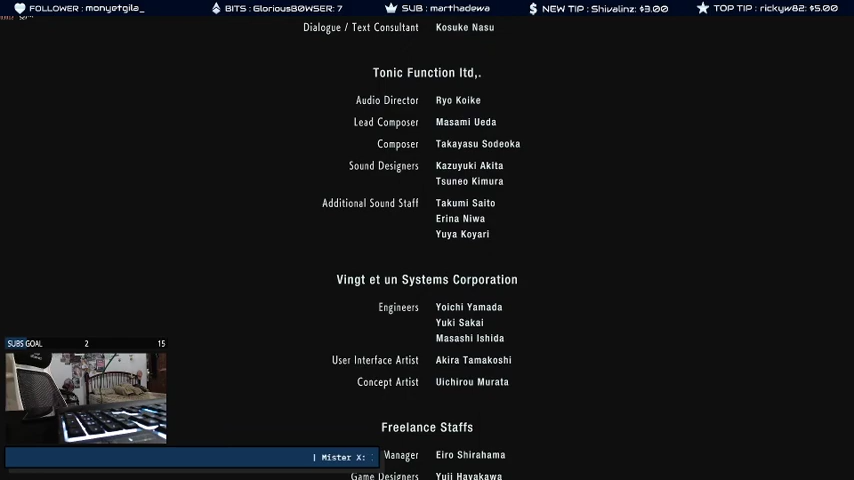 FOLLOWER : monyetgila_
BITS : GloriousB0WSER: 7
SUB : marthadewa
NEW TIP : Shivalinz: $3.00
TOP TIP : rickyw82: $5.00
Dialogue / Text Consultant Kosuke Nasu
Tonic Function ltd,.
Audio Director Ryo Koike
Lead Composer Masami Ueda
Composer Takayasu Sodeoka
Sound Designers Kazuyuki Akita
Tsuneo Kimura
Additional Sound Staff Takumi Saito
Erina Niwa
Yuya Koyari
Vingt et un Systems Corporation
Engineers Yoichi Yamada
Yuki Sakai
Masashi Ishida
User Interface Artist Akira Tamakoshi
Concept Artist Uichirou Murata
Freelance Staffs
Manager Eiro Shirahama
Game Designers Yuji Hayakawa
SUBS GOAL 2 15
| Mister X: